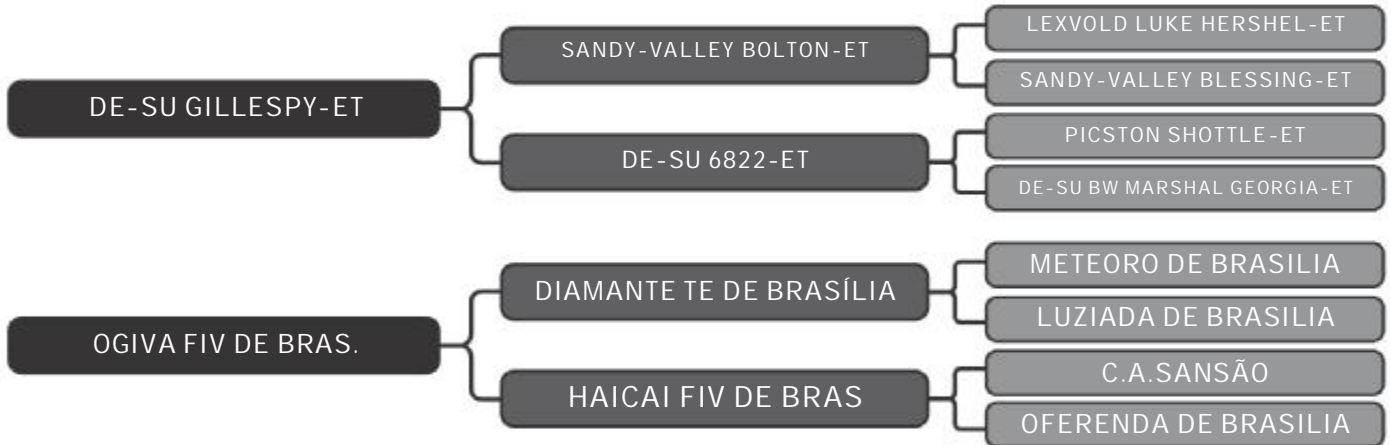 LEXVOLD LUKE HERSHEL-ET
SANDY-VALLEY BOLTON-ET
SANDY-VALLEY BLESSING-ET
DE-SU GILLESPY-ET
PICSTON SHOTTLE-ET
DE-SU 6822-ET
DE-SU BW MARSHAL GEORGIA-ET
METEORO DE BRASILIA
DIAMANTE TE DE BRASÍLIA
LUZIADA DE BRASILIA
OGIVA FIV DE BRAS.
C.A.SANSÃO
HAICAI FIV DE BRAS
OFERENDA DE BRASILIA